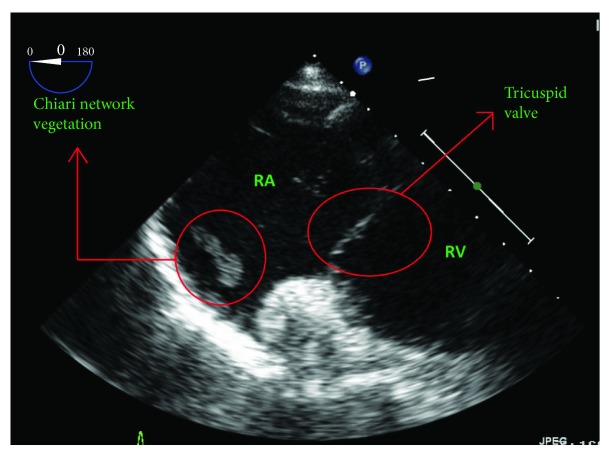 0 0 180
P
Chiari network
vegetation
Tricuspid
valve
RA
RV
JPEG